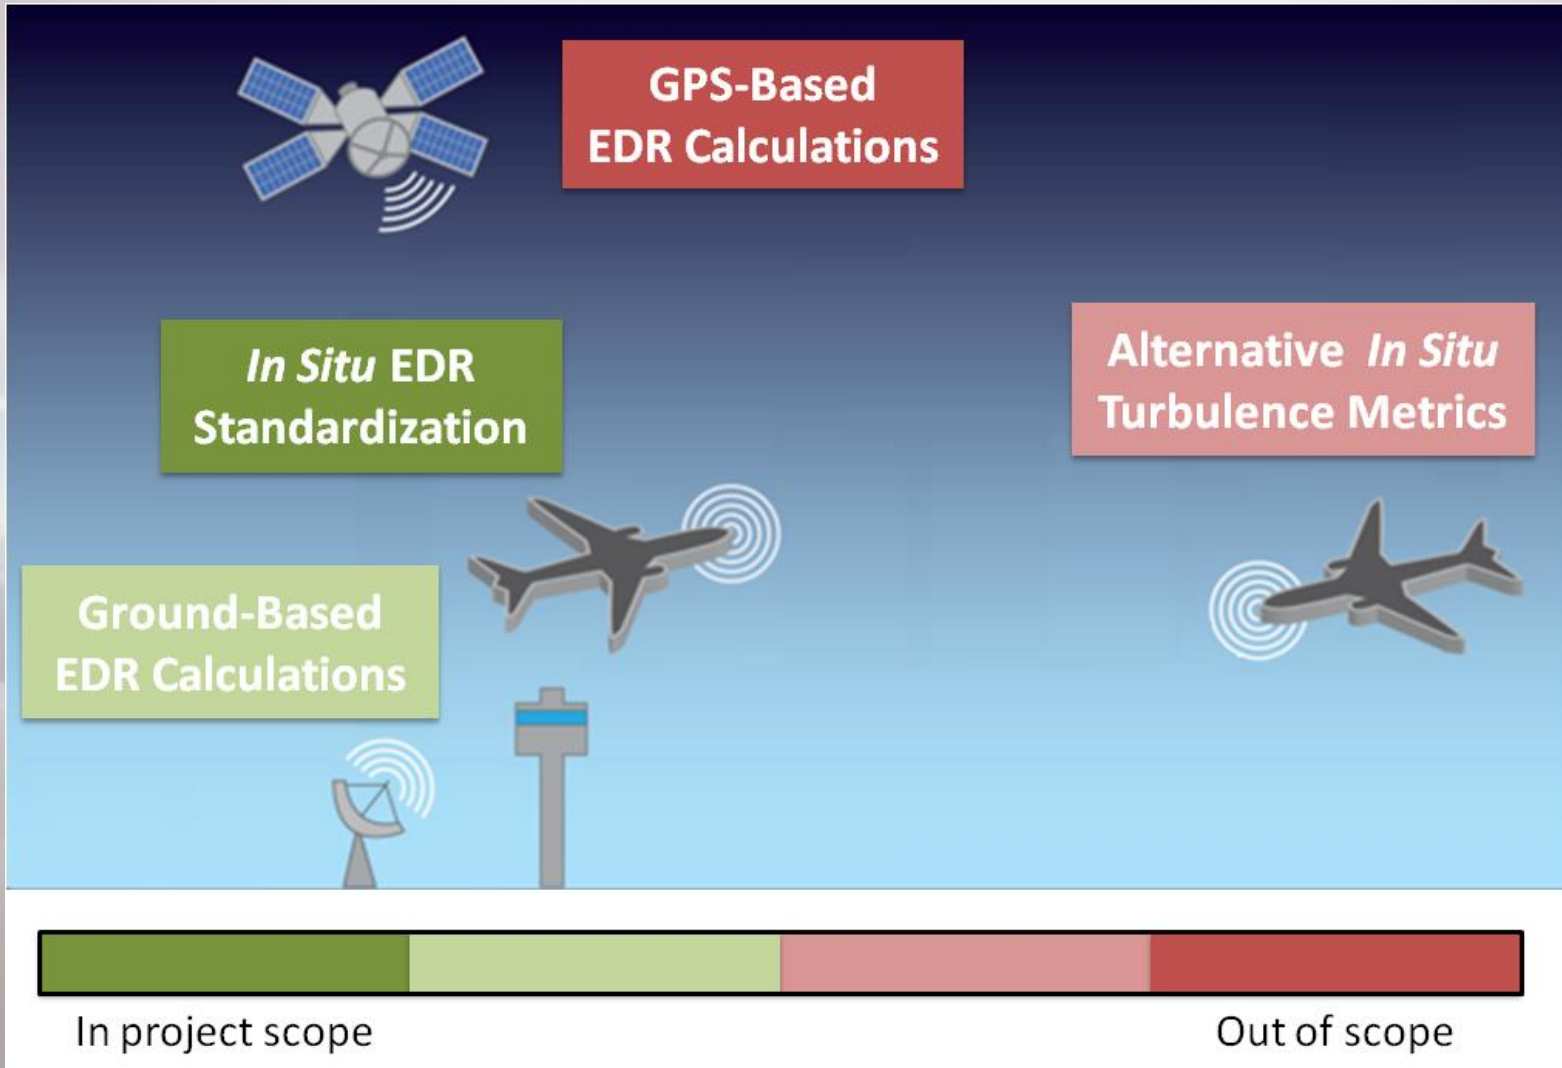 GPS-Based
EDR Calculations
In Situ EDR
Standardization
Alternative In Situ
Turbulence Metrics
Ground-Based
EDR Calculations
In project scope
Out of scope